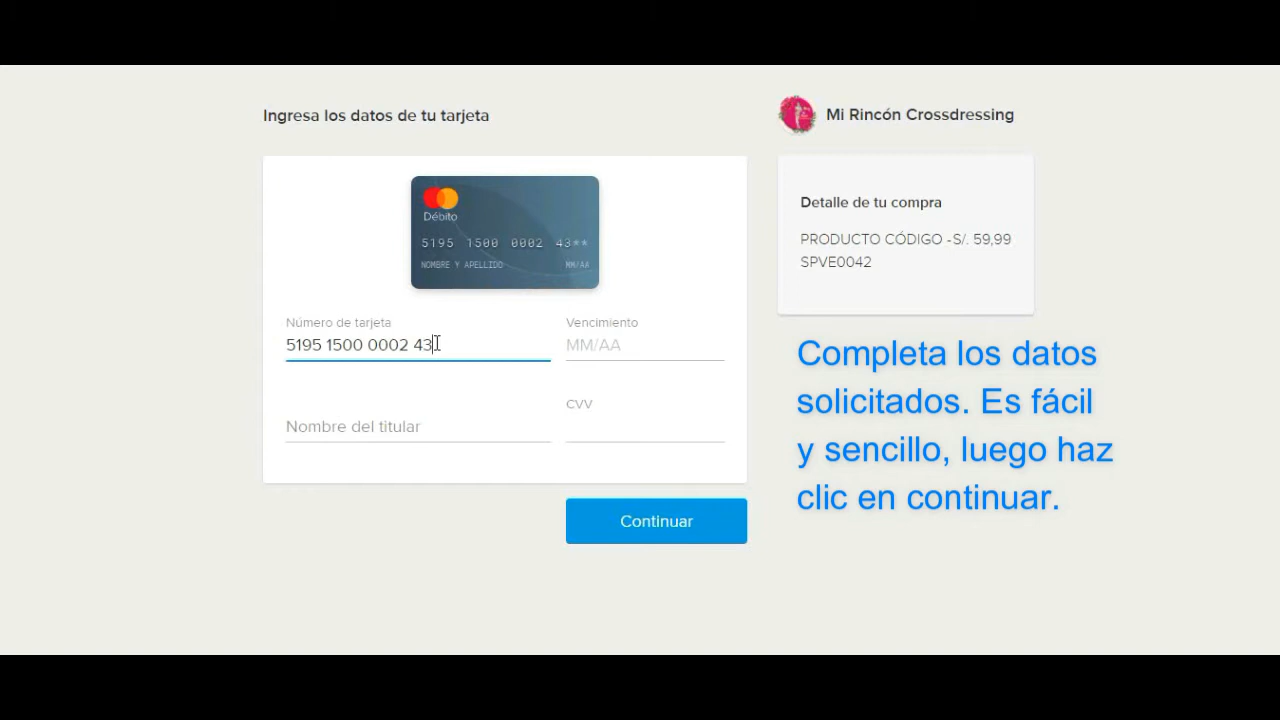 Ingresa los datos de tu tarjeta
Mi Rincón Crossdressing
Débito
5195 1500 0002 43**
NOMBRE Y APELLIDO MM/AA
Detalle de tu compra
PRODUCTO CÓDIGO -S/. 59,99
SPVE0042
Número de tarjeta
5195 1500 0002 43
Vencimiento
MM/AA
Nombre del titular
CVV
Continuar
Completa los datos
solicitados. Es fácil
y sencillo, luego haz
clic en continuar.